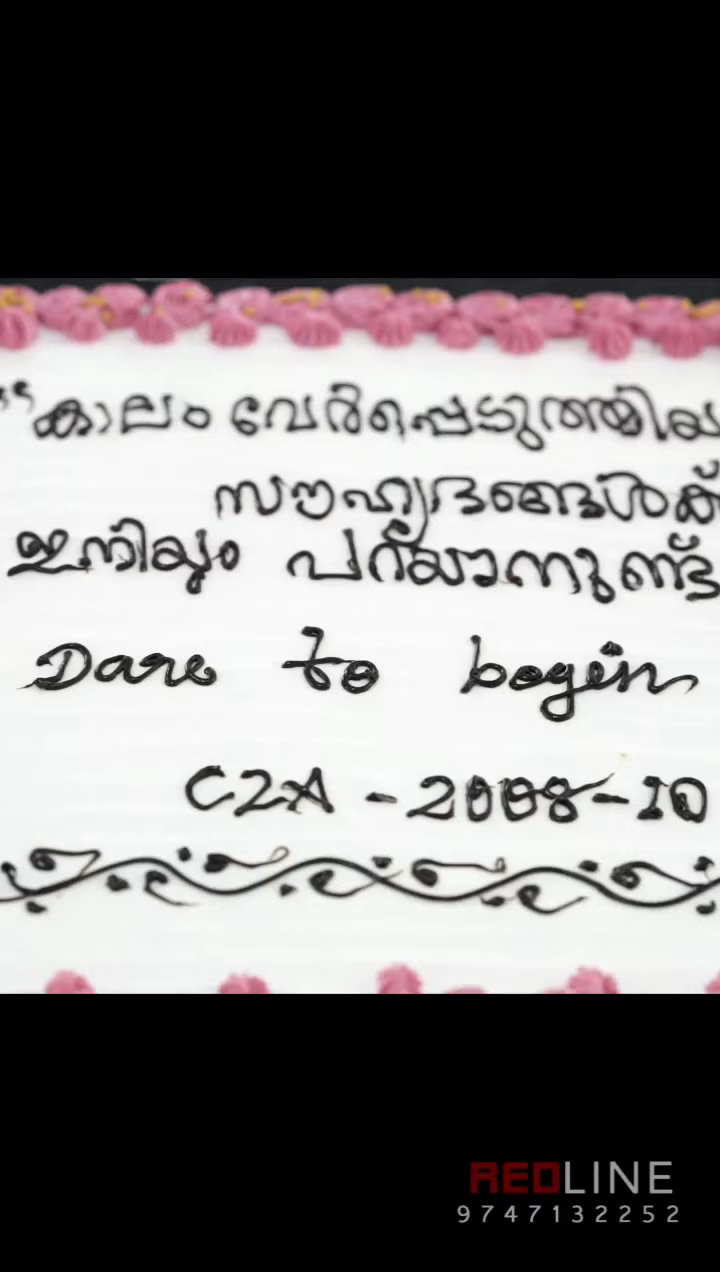 “കാലം വേർപ്പെടുത്തിയ
സൗഹൃദങ്ങൾക്ക്
ഇനിയും പറയാനുണ്ട്
Dare to begin
C2A - 2008-10
REDLINE
9747132252